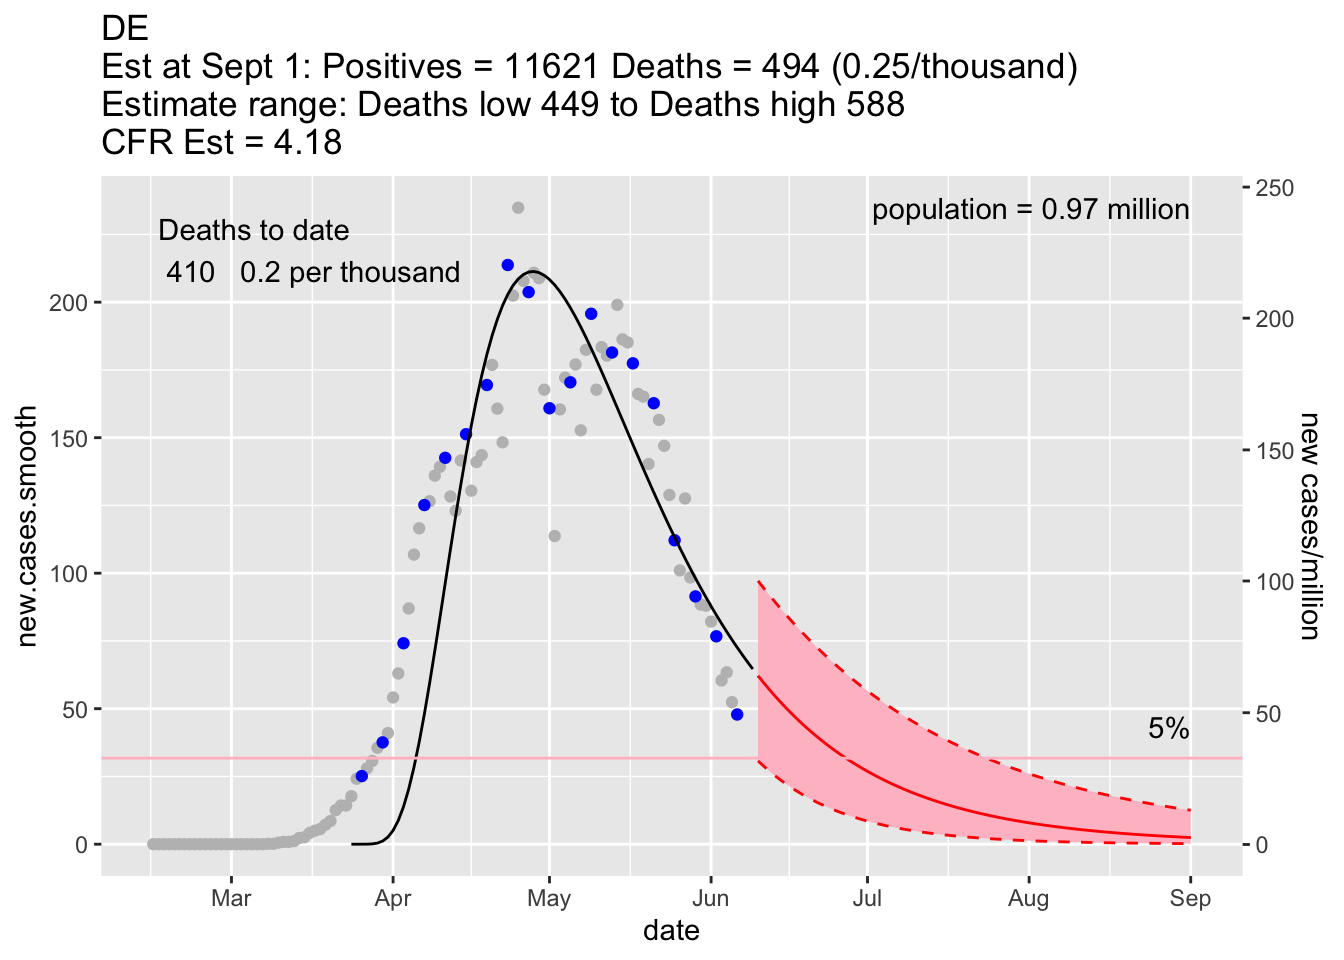 DE
Est at Sept 1: Positives = 11621 Deaths = 494 (0.25/thousand)
Estimate range: Deaths low 449 to Deaths high 588
CFR Est = 4.18
Deaths to date
410 0.2 per thousand
population = 0.97 million
5%
new.cases.smooth
200
150
100
50
0
250
200
150
100
50
0
new cases/million
Mar Apr May Jun Jul Aug Sep
date